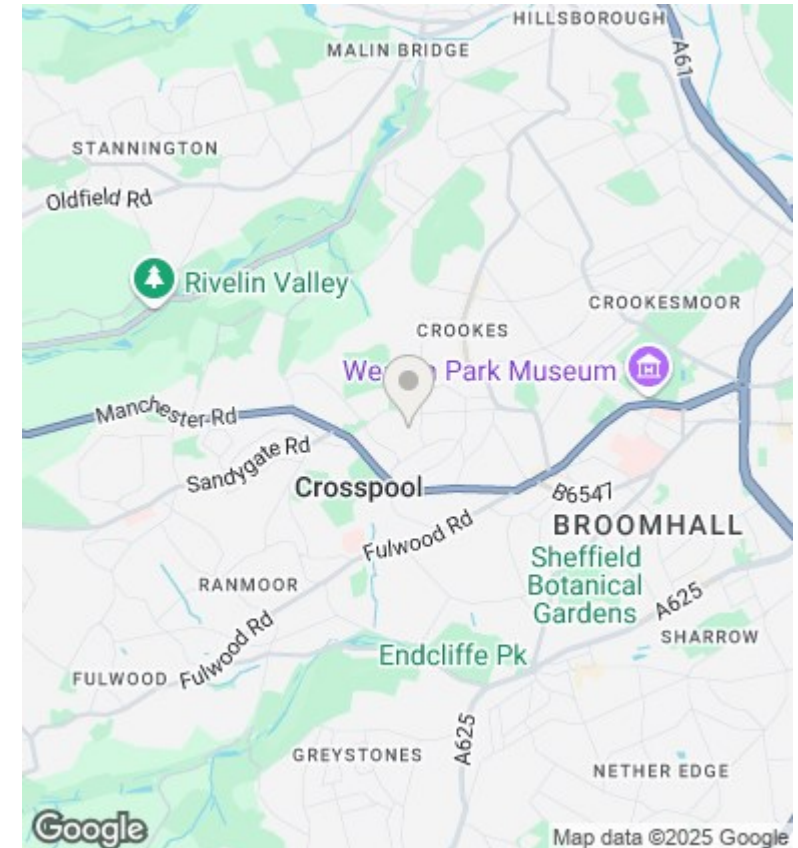 HILLSBOROUGH
MALIN BRIDGE
A61
STANNINGTON
Oldfield Rd
Rivelin Valley
CROOKESMOOR
CROOKES
Park Museum
Manchester Rd
Sandygate Rd
Crosspool
B6547
BROOMHALL
Fulwood Rd
Sheffield
Botanical
Gardens
RANMOOR
A625
SHARROW
Endcliffe Pk
FULWOOD
Fulwood Rd
A625
GREYSTONES
NETHER EDGE
Google
Map data ©2025 Google